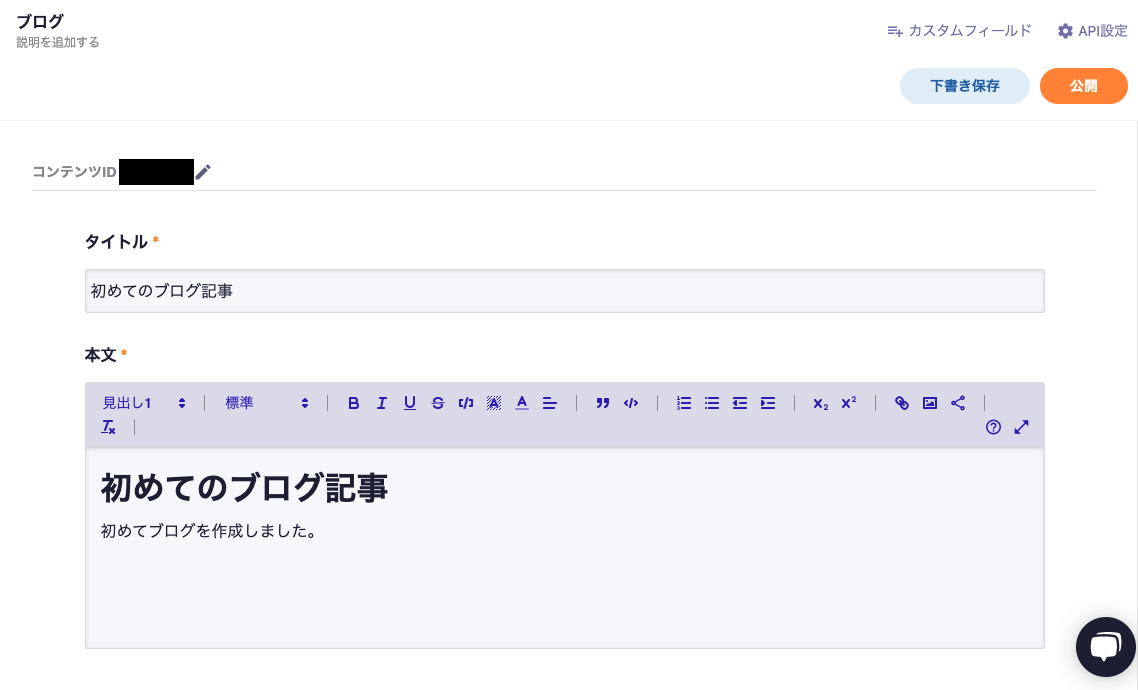 ブログ
説明を追加する
カスタムフィールド API設定
下書き保存 公開
コンテンツID
タイトル *
初めてのブログ記事
本文 *
見出し1 標準
初めてのブログ記事
初めてブログを作成しました。